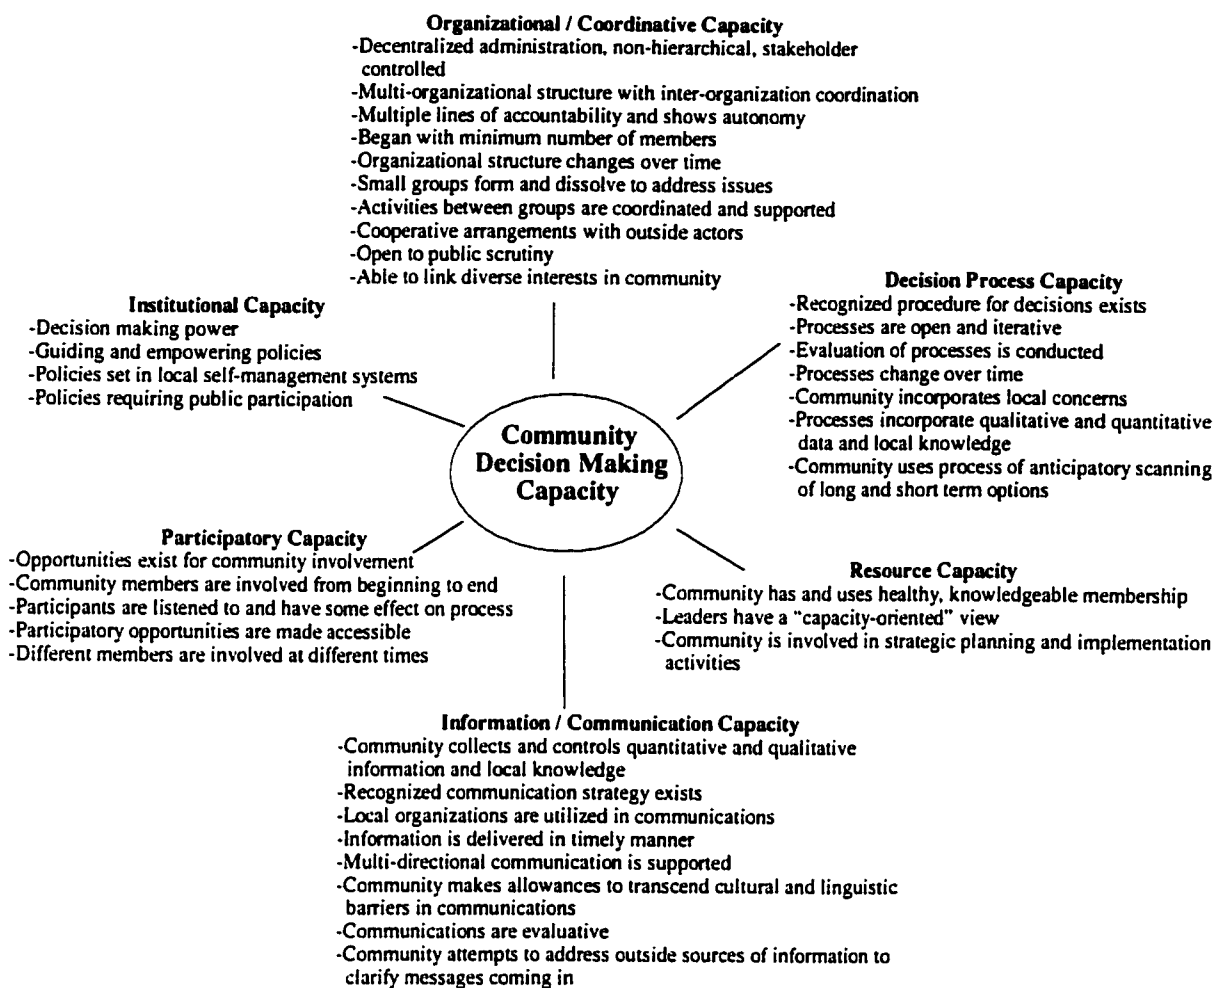 Organizational / Coordinative Capacity
-Decentralized administration, non-hierarchical, stakeholder
controlled
-Multi-organizational structure with inter-organization coordination
-Multiple lines of accountability and shows autonomy
-Began with minimum number of members
-Organizational structure changes over time
-Small groups form and dissolve to address issues
-Activities between groups are coordinated and supported
-Cooperative arrangements with outside actors
-Open to public scrutiny
-Able to link diverse interests in community
Institutional Capacity
-Decision making power
-Guiding and empowering policies
-Policies set in local self-management systems
-Policies requiring public participation
Decision Process Capacity
-Recognized procedure for decisions exists
-Processes are open and iterative
-Evaluation of processes is conducted
-Processes change over time
-Community incorporates local concerns
-Processes incorporate qualitative and quantitative
data and local knowledge
-Community uses process of anticipatory scanning
of long and short term options
Community
Decision Making
Capacity
Participatory Capacity
-Opportunities exist for community involvement
-Community members are involved from beginning to end
-Participants are listened to and have some effect on process
-Participatory opportunities are made accessible
-Different members are involved at different times
Resource Capacity
-Community has and uses healthy, knowledgeable membership
-Leaders have a "capacity-oriented" view
-Community is involved in strategic planning and implementation
activities
Information / Communication Capacity
-Community collects and controls quantitative and qualitative
information and local knowledge
-Recognized communication strategy exists
-Local organizations are utilized in communications
-Information is delivered in timely manner
-Multi-directional communication is supported
-Community makes allowances to transcend cultural and linguistic
barriers in communications
-Communications are evaluative
-Community attempts to address outside sources of information to
clarify messages coming in